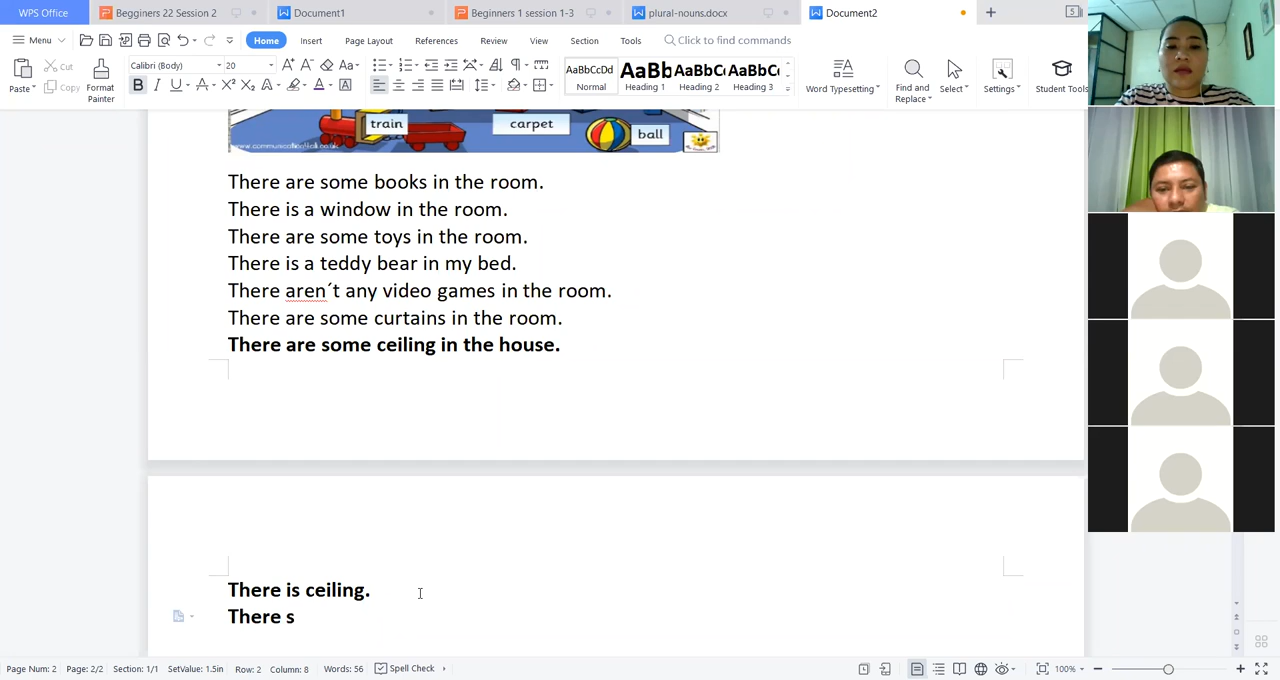 WPS Office
Begginers 22 Session 2
Document1
Beginners 1 session 1-3
plural-nouns.docx
Document2
5
Menu
Home
Insert
Page Layout
References
Review
View
Section
Tools
Click to find commands
Paste
Cut
Copy
Format
Painter
Calibri (Body)
20
AaBbCcDd
Normal
AaBb
Heading 1
AaBbC
Heading 2
AaBbC
Heading 3
Word Typesetting
Find and
Replace
Select
Settings
Student Tools
train
carpet
ball
There are some books in the room.
There is a window in the room.
There are some toys in the room.
There is a teddy bear in my bed.
There aren´t any video games in the room.
There are some curtains in the room.
There are some ceiling in the house.
There is ceiling.
There s
Page Num: 2
Page: 2/2
Section: 1/1
SetValue: 1.5in
Row: 2
Column: 8
Words: 56
Spell Check
100%